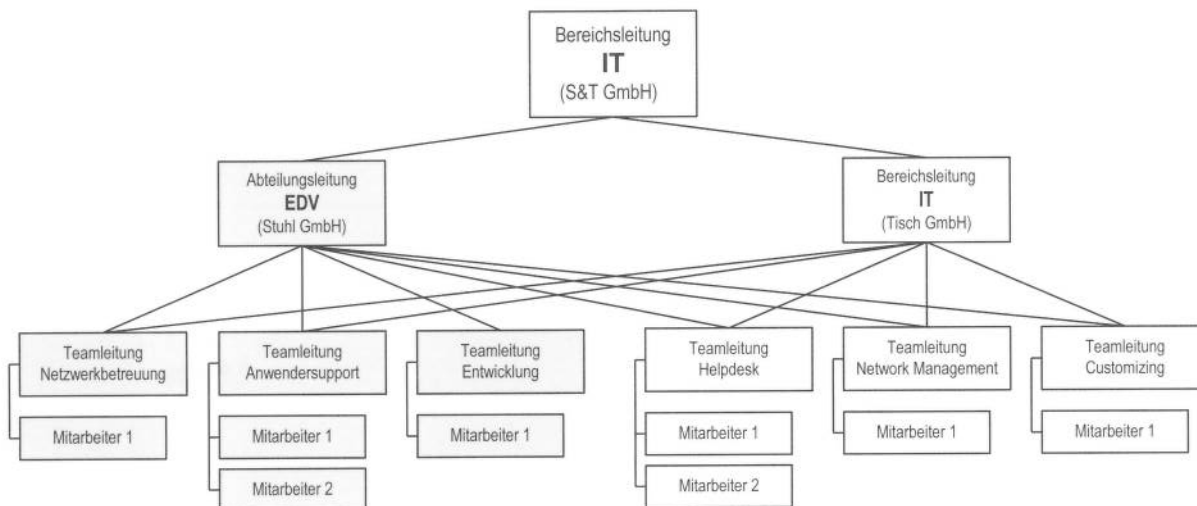 Bereichsleitung
IT
(S&T GmbH)
Abteilungsleitung
EDV
(Stuhl GmbH)
Bereichsleitung
IT
(Tisch GmbH)
Teamleitung
Netzwerkbetreuung
Teamleitung
Anwendersupport
Teamleitung
Entwicklung
Teamleitung
Helpdesk
Teamleitung
Network Management
Teamleitung
Customizing
Mitarbeiter 1
Mitarbeiter 1
Mitarbeiter 1
Mitarbeiter 1
Mitarbeiter 1
Mitarbeiter 1
Mitarbeiter 2
Mitarbeiter 2